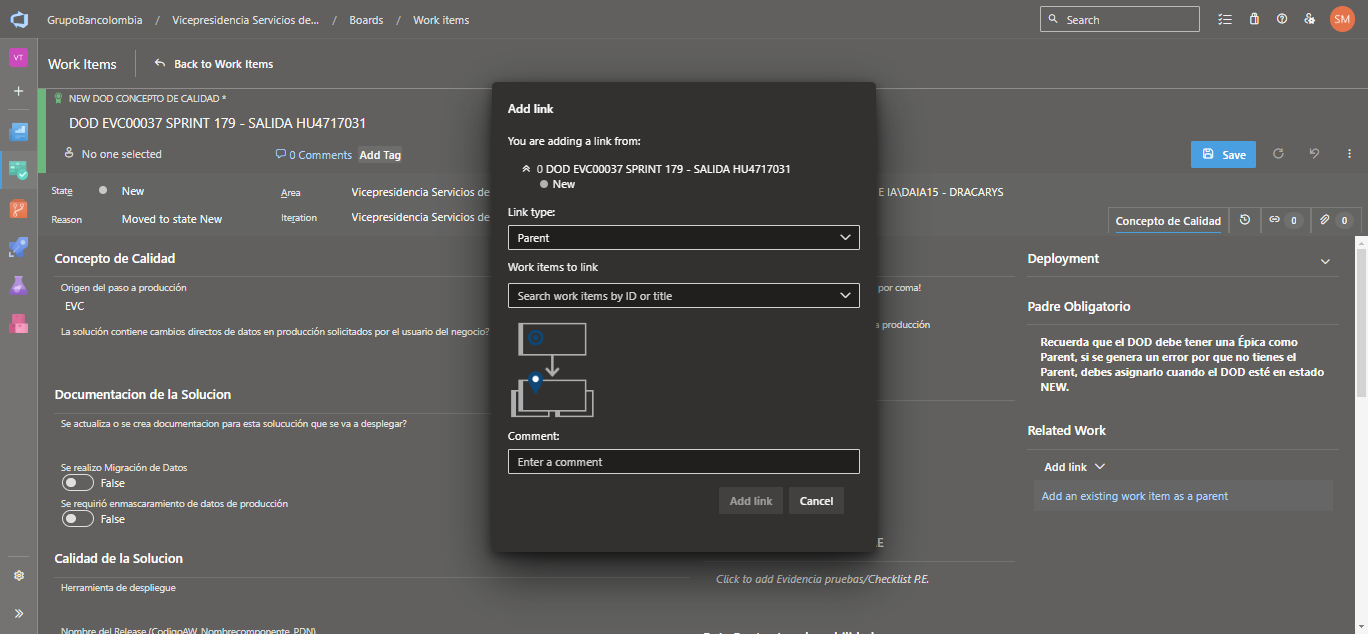 GrupoBancolombia / Vicepresidencia Servicios de... / Boards / Work items
Search
SM
VT
Work Items
Back to Work Items
NEW DOD CONCEPTO DE CALIDAD *
DOD EVC00037 SPRINT 179 - SALIDA HU4717031
No one selected
0 Comments
Add Tag
Save
State
New
Area
Vicepresidencia Servicios de
E IA\DAIA15 - DRACARYS
Reason
Moved to state New
Iteration
Vicepresidencia Servicios de
Concepto de Calidad
0
0
Add link
You are adding a link from:
0 DOD EVC00037 SPRINT 179 - SALIDA HU4717031
New
Link type:
Parent
Work items to link
Search work items by ID or title
Comment:
Enter a comment
Add link
Cancel
Concepto de Calidad
Origen del paso a producción
EVC
La solución contiene cambios directos de datos en producción solicitados por el usuario del negocio?
Documentacion de la Solucion
Se actualiza o se crea documentacion para esta solucución que se va a desplegar?
Se realizo Migración de Datos
False
Se requirió enmascaramiento de datos de producción
False
Calidad de la Solucion
Herramienta de despliegue
Nombre del Release (CodigoAW_Nombrecomponente_PDN)
por coma!
a producción
E
Click to add Evidencia pruebas/Checklist P.E.
Deployment
Padre Obligatorio
Recuerda que el DOD debe tener una Épica como
Parent, si se genera un error por que no tienes el
Parent, debes asignarlo cuando el DOD esté en estado
NEW.
Related Work
Add link
Add an existing work item as a parent